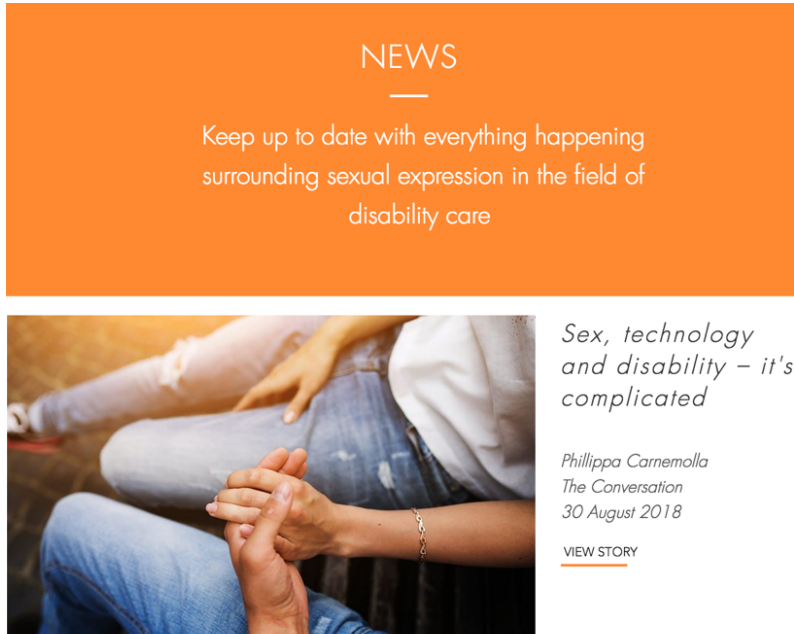 NEWS
Keep up to date with everything happening
surrounding sexual expression in the field of
disability care
Sex, technology
and disability – it's
complicated
Phillippa Carnemolla
The Conversation
30 August 2018
VIEW STORY